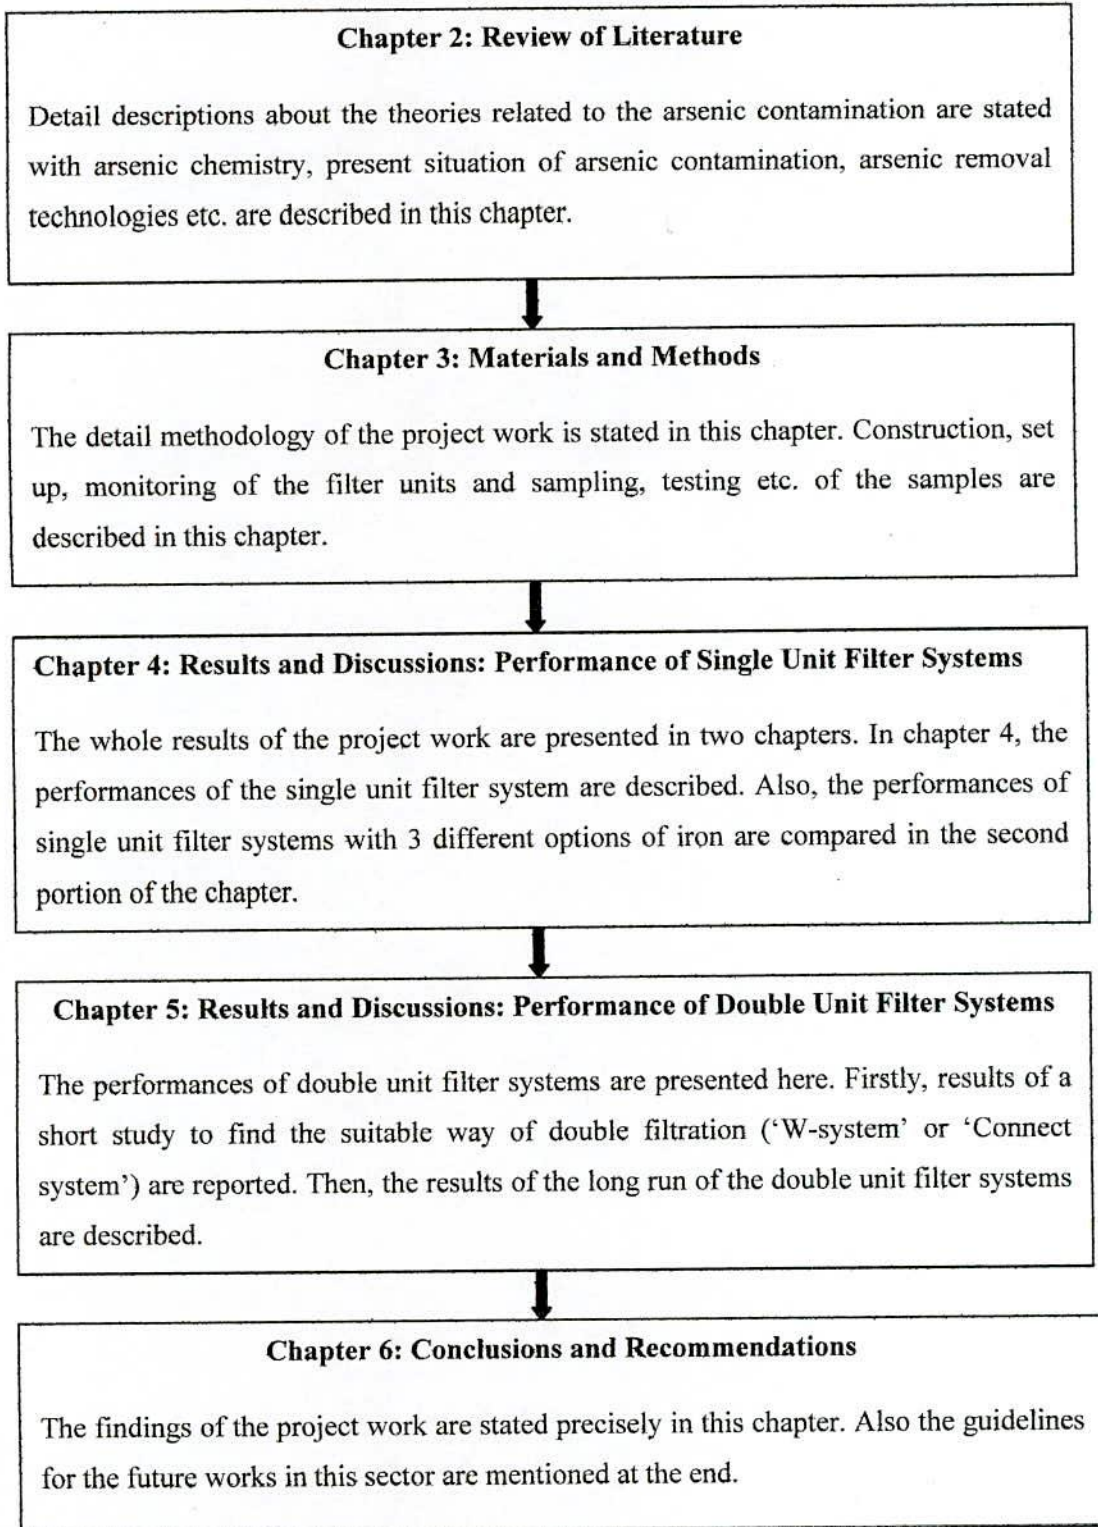 Chapter 2: Review of Literature
Detail descriptions about the theories related to the arsenic contamination are stated
with arsenic chemistry, present situation of arsenic contamination, arsenic removal
technologies etc. are described in this chapter.
Chapter 3: Materials and Methods
The detail methodology of the project work is stated in this chapter. Construction, set
up, monitoring of the filter units and sampling, testing etc. of the samples are
described in this chapter.
Chapter 4: Results and Discussions: Performance of Single Unit Filter Systems
The whole results of the project work are presented in two chapters. In chapter 4, the
performances of the single unit filter system are described. Also, the performances of
single unit filter systems with 3 different options of iron are compared in the second
portion of the chapter.
Chapter 5: Results and Discussions: Performance of Double Unit Filter Systems
The performances of double unit filter systems are presented here. Firstly, results of a
short study to find the suitable way of double filtration (‘W-system’ or ‘Connect
system’) are reported. Then, the results of the long run of the double unit filter systems
are described.
Chapter 6: Conclusions and Recommendations
The findings of the project work are stated precisely in this chapter. Also the guidelines
for the future works in this sector are mentioned at the end.